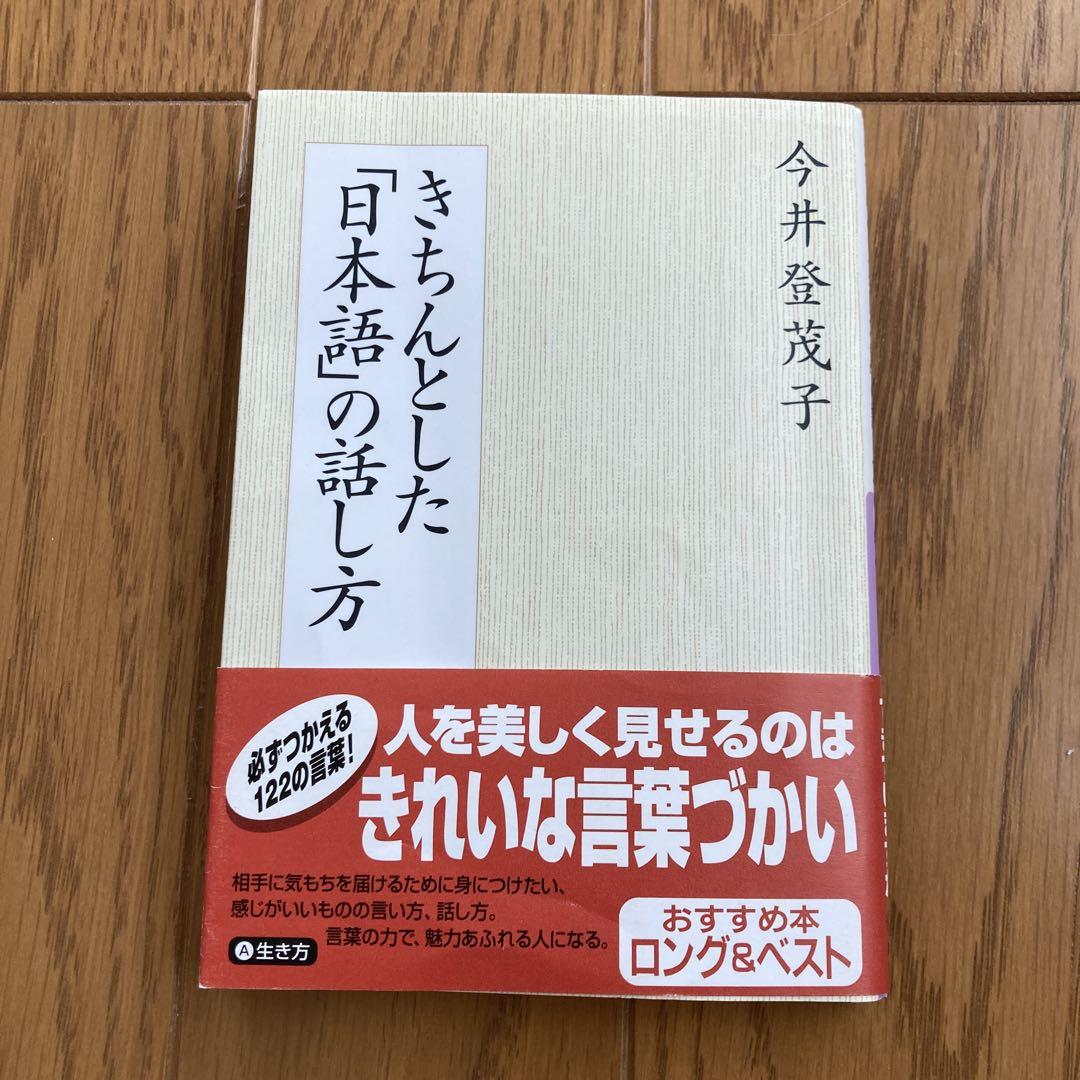 今井登茂子
きちんとした
「日本語」の話し方
必ずつかえる
122の言葉!
人を美しく見せるのは
きれいな言葉づかい
相手に気もちを届けるために身につけたい、
感じがいいものの言い方、話し方。
言葉の力で、魅力あふれる人になる。
A生き方
おすすめ本
ロング&ベスト